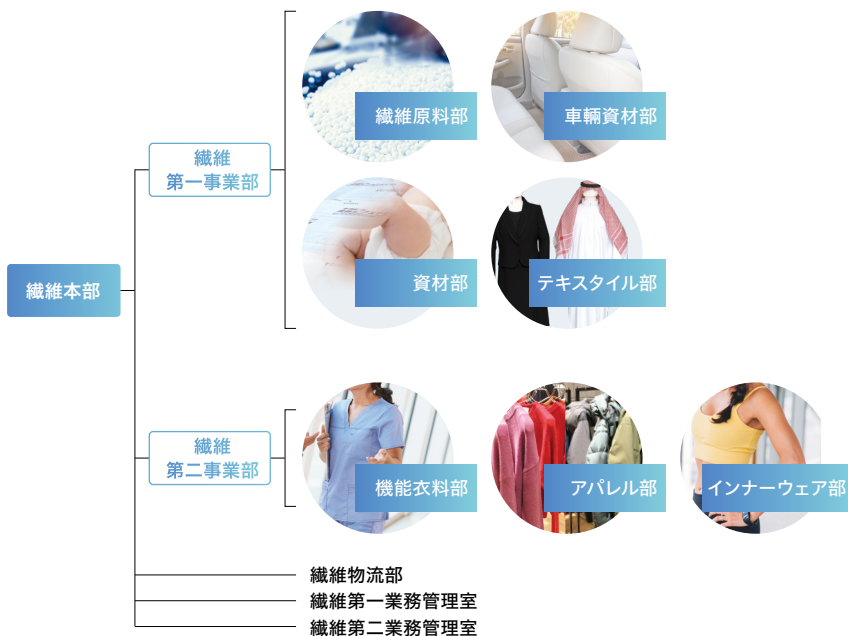 繊維原料部
車輌資材部
繊維
第一事業部
資材部
テキスタイル部
繊維本部
繊維
第二事業部
機能衣料部
アパレル部
インナーウェア部
繊維物流部
繊維第一業務管理室
繊維第二業務管理室